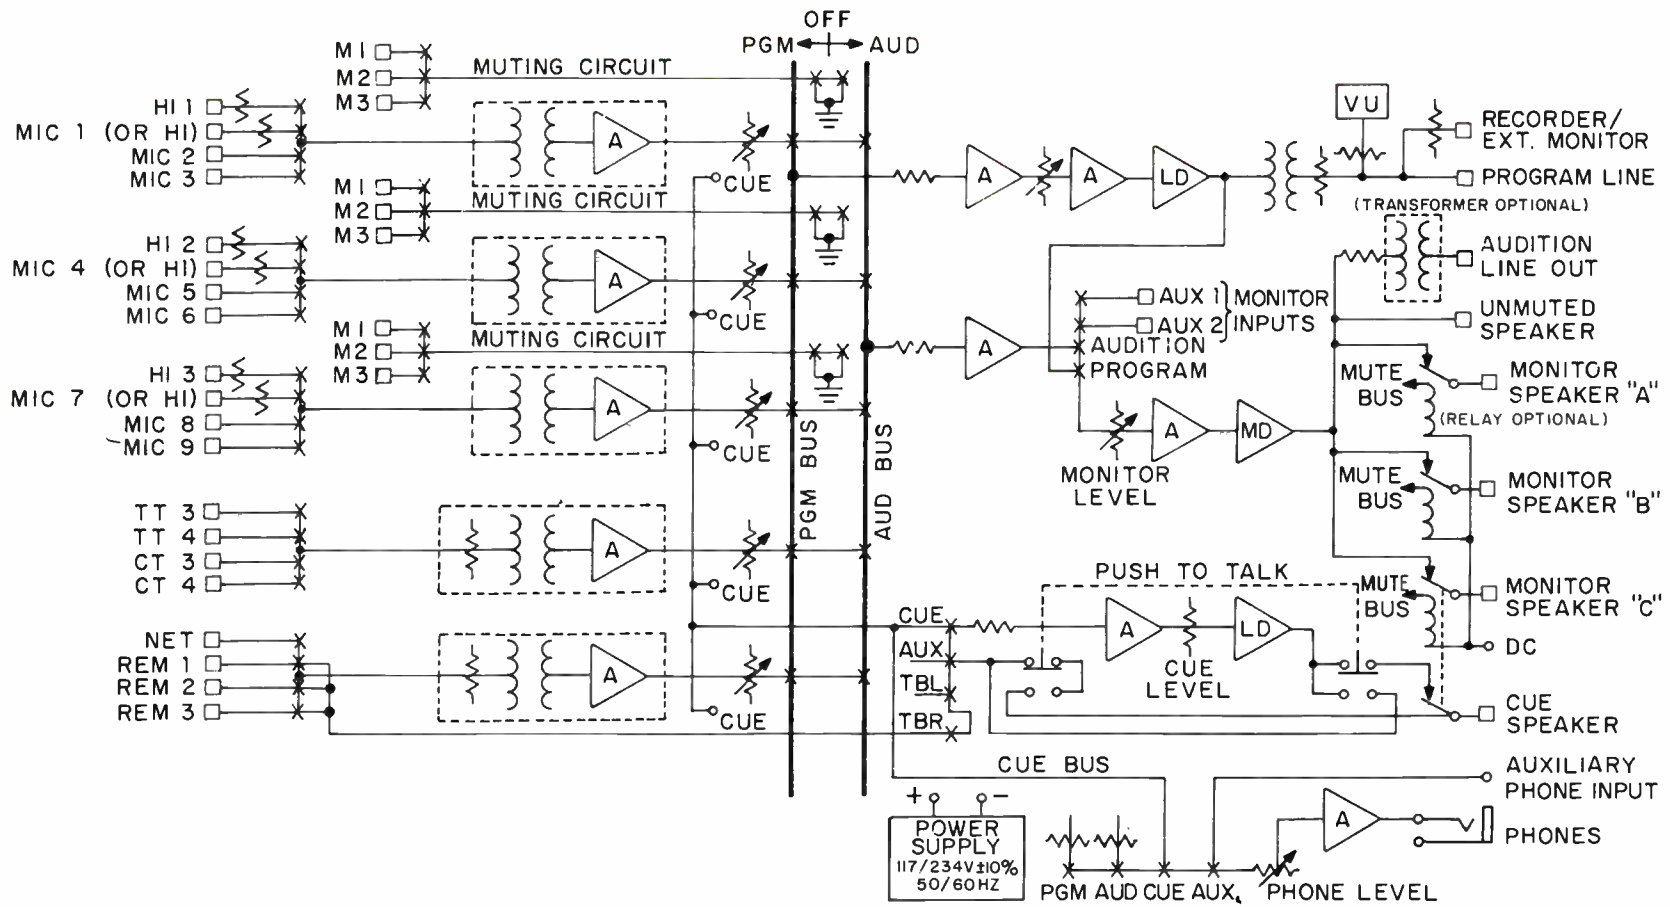 OFF
PGM AUD
M1
M2
M3
MUTING CIRCUIT
HI 1
MIC 1 (OR HI)
MIC 2
MIC 3
A
CUE
M1
M2
M3
MUTING CIRCUIT
HI 2
MIC 4 (OR HI)
MIC 5
MIC 6
A
CUE
M1
M2
M3
MUTING CIRCUIT
HI 3
MIC 7 (OR HI)
MIC 8
MIC 9
A
CUE
TT 3
TT 4
CT 3
CT 4
A
CUE
NET
REM 1
REM 2
REM 3
A
CUE
PGM BUS
AUD BUS
A
A
LD
VU
RECORDER/
EXT. MONITOR
PROGRAM LINE
(TRANSFORMER OPTIONAL)
AUDITION
LINE OUT
UNMUTED
SPEAKER
A
AUX 1
AUX 2
MONITOR
INPUTS
AUDITION
PROGRAM
MONITOR
LEVEL
A
MD
MUTE
BUS
MONITOR
SPEAKER "A"
(RELAY OPTIONAL)
MUTE
BUS
MONITOR
SPEAKER "B"
MUTE
BUS
MONITOR
SPEAKER "C"
DC
PUSH TO TALK
CUE
AUX
TBL
TBR
A
CUE
LEVEL
LD
CUE
SPEAKER
CUE BUS
AUXILIARY
PHONE INPUT
+ −
POWER
SUPPLY
117/234V±10%
50/60HZ
A
PHONES
PGM AUD CUE AUX.
PHONE LEVEL